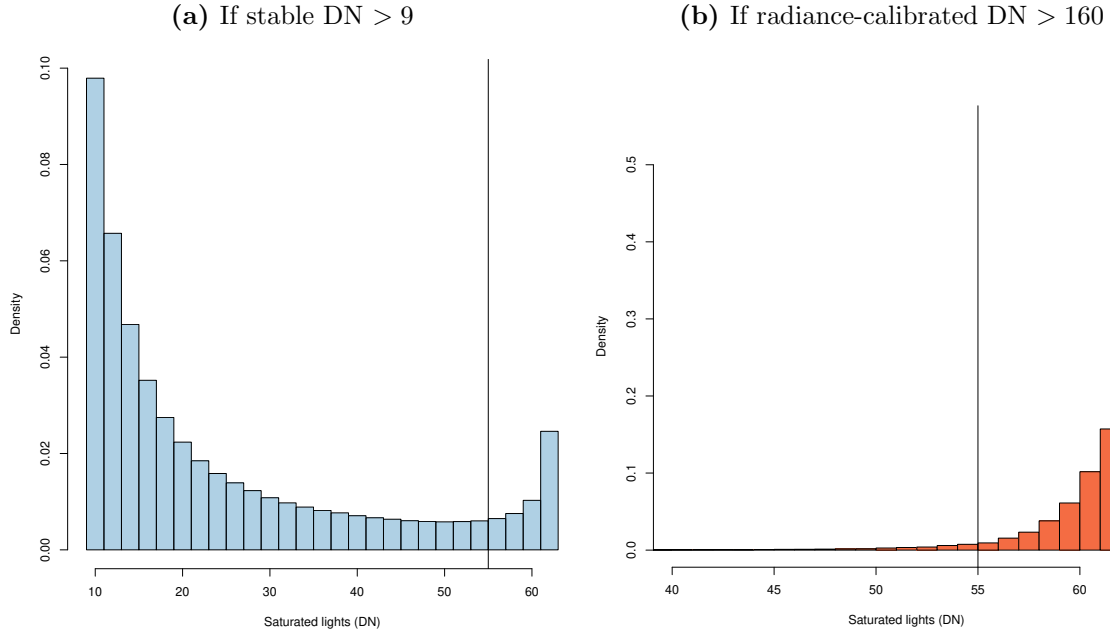 (a) If stable DN > 9
0.10
0.08
0.06
0.04
0.02
0.00
Density
10 20 30 40 50 60
Saturated lights (DN)
(b) If radiance-calibrated DN > 160
0.5
0.4
0.3
0.2
0.1
0.0
Density
40 45 50 55 60
Saturated lights (DN)